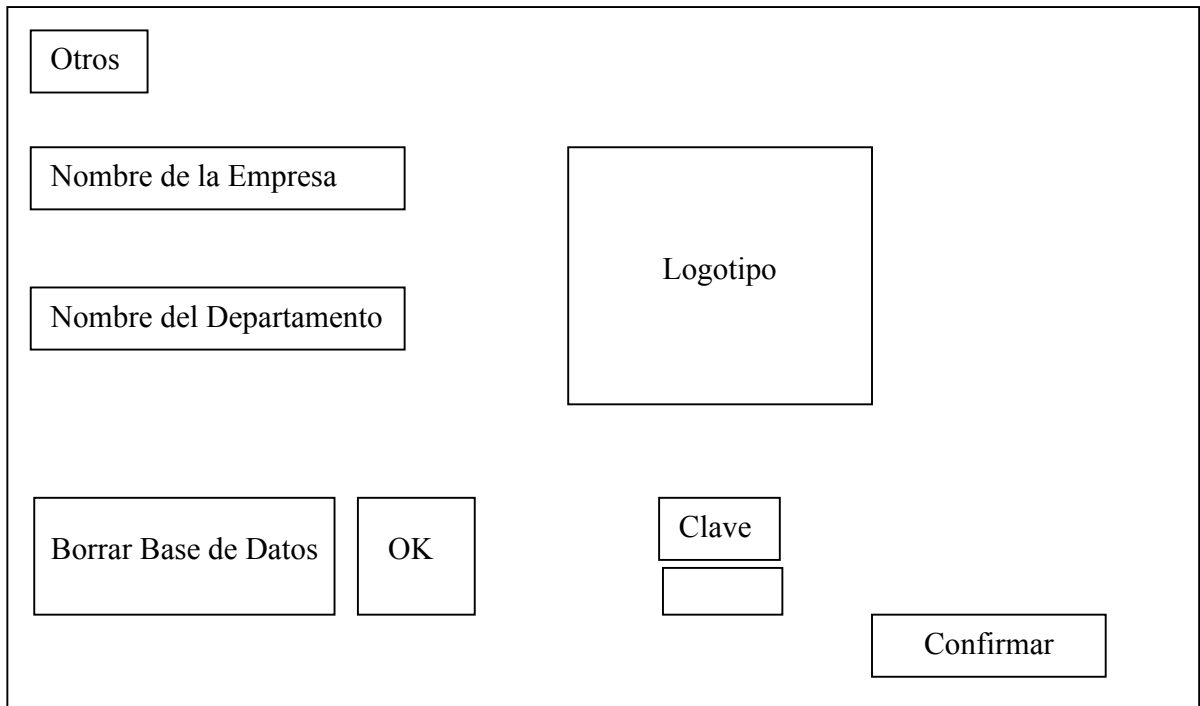 Otros
Nombre de la Empresa
Logotipo
Nombre del Departamento
Borrar Base de Datos
OK
Clave
Confirmar